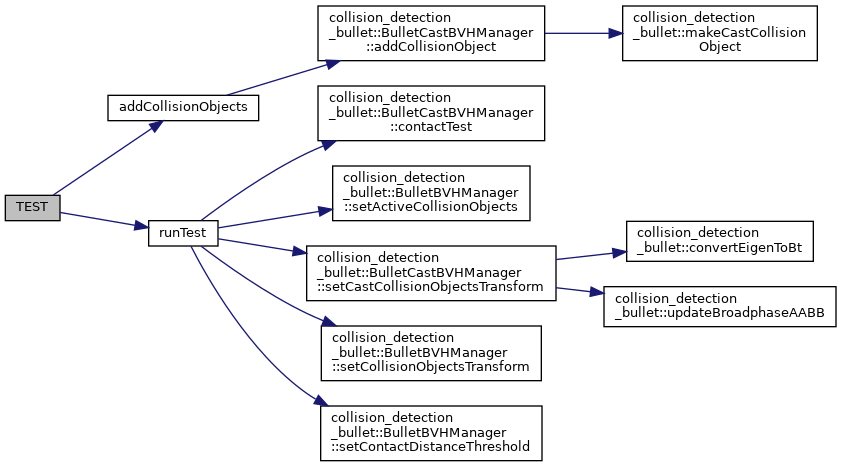 TEST
addCollisionObjects
collision_detection
_bullet::BulletCastBVHManager
::addCollisionObject
collision_detection
_bullet::makeCastCollision
Object
runTest
collision_detection
_bullet::BulletCastBVHManager
::contactTest
collision_detection
_bullet::BulletBVHManager
::setActiveCollisionObjects
collision_detection
_bullet::BulletCastBVHManager
::setCastCollisionObjectsTransform
collision_detection
_bullet::convertEigenToBt
collision_detection
_bullet::updateBroadphaseAABB
collision_detection
_bullet::BulletBVHManager
::setCollisionObjectsTransform
collision_detection
_bullet::BulletBVHManager
::setContactDistanceThreshold